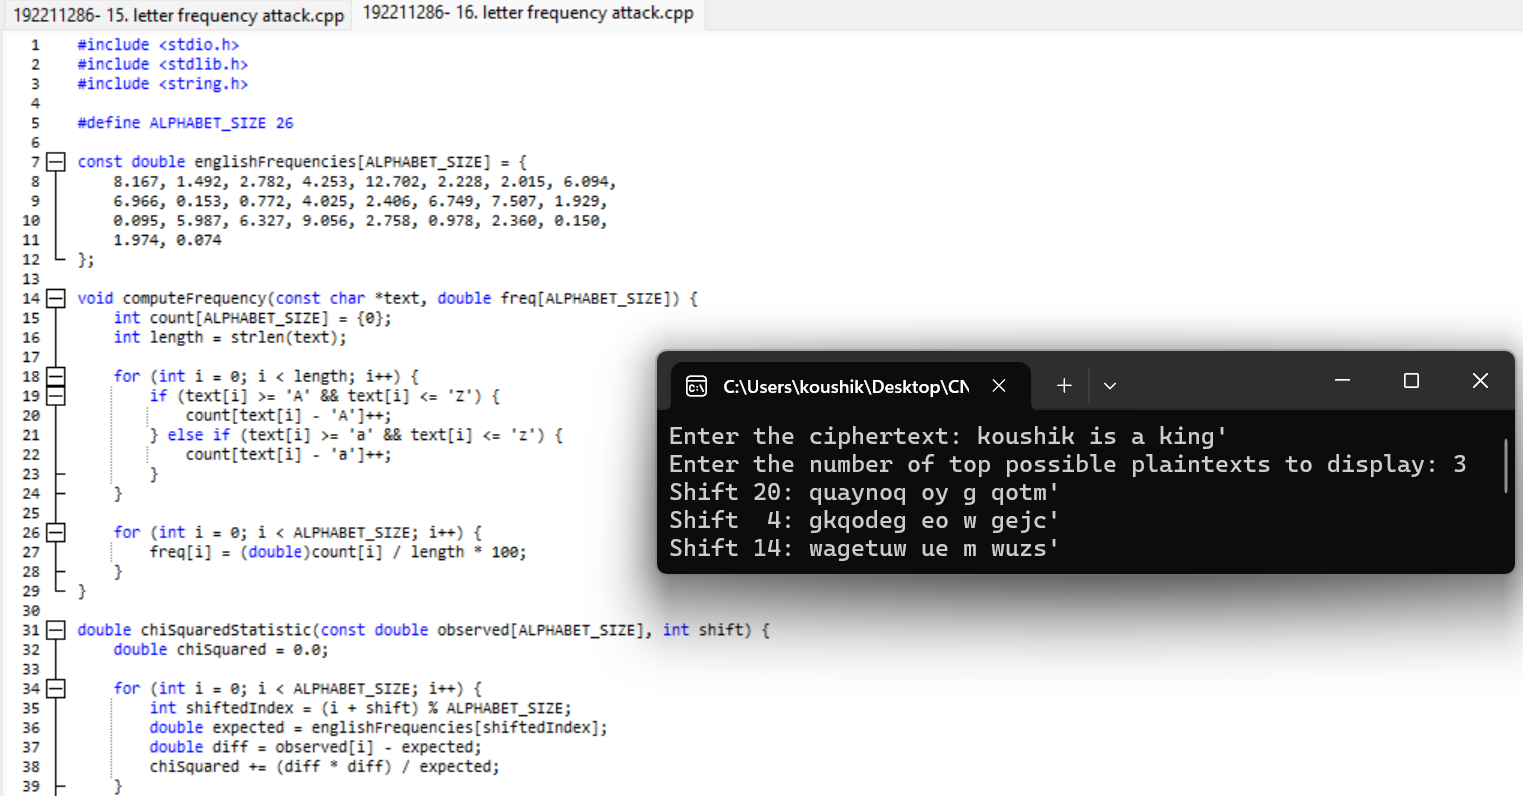 192211286- 15. letter frequency attack.cpp
192211286- 16. letter frequency attack.cpp
1 #include <stdio.h>
2 #include <stdlib.h>
3 #include <string.h>
4
5 #define ALPHABET_SIZE 26
6
7 const double englishFrequencies[ALPHABET_SIZE] = {
8 8.167, 1.492, 2.782, 4.253, 12.702, 2.228, 2.015, 6.094,
9 6.966, 0.153, 0.772, 4.025, 2.406, 6.749, 7.507, 1.929,
10 0.095, 5.987, 6.327, 9.056, 2.758, 0.978, 2.360, 0.150,
11 1.974, 0.074
12 };
13
14 void computeFrequency(const char *text, double freq[ALPHABET_SIZE]) {
15 int count[ALPHABET_SIZE] = {0};
16 int length = strlen(text);
17
18 for (int i = 0; i < length; i++) {
19 if (text[i] >= 'A' && text[i] <= 'Z') {
20 count[text[i] - 'A']++;
21 } else if (text[i] >= 'a' && text[i] <= 'z') {
22 count[text[i] - 'a']++;
23 }
24 }
25
26 for (int i = 0; i < ALPHABET_SIZE; i++) {
27 freq[i] = (double)count[i] / length * 100;
28 }
29 }
30
31 double chiSquaredStatistic(const double observed[ALPHABET_SIZE], int shift) {
32 double chiSquared = 0.0;
33
34 for (int i = 0; i < ALPHABET_SIZE; i++) {
35 int shiftedIndex = (i + shift) % ALPHABET_SIZE;
36 double expected = englishFrequencies[shiftedIndex];
37 double diff = observed[i] - expected;
38 chiSquared += (diff * diff) / expected;
39 }
C:\Users\koushik\Desktop\CN
Enter the ciphertext: koushik is a king'
Enter the number of top possible plaintexts to display: 3
Shift 20: quaynoq oy g qotm'
Shift  4: gkqodeg eo w gejc'
Shift 14: wagetuw ue m wuzs'